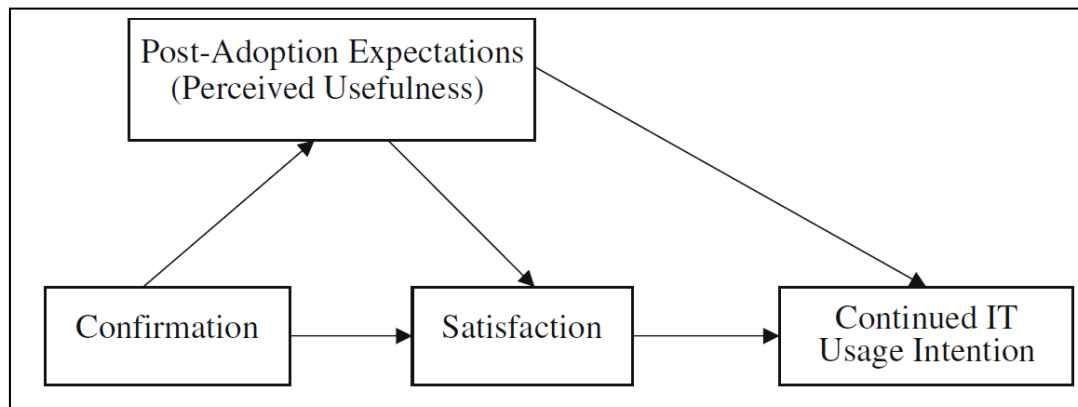 Post-Adoption Expectations
(Perceived Usefulness)
Confirmation
Satisfaction
Continued IT
Usage Intention